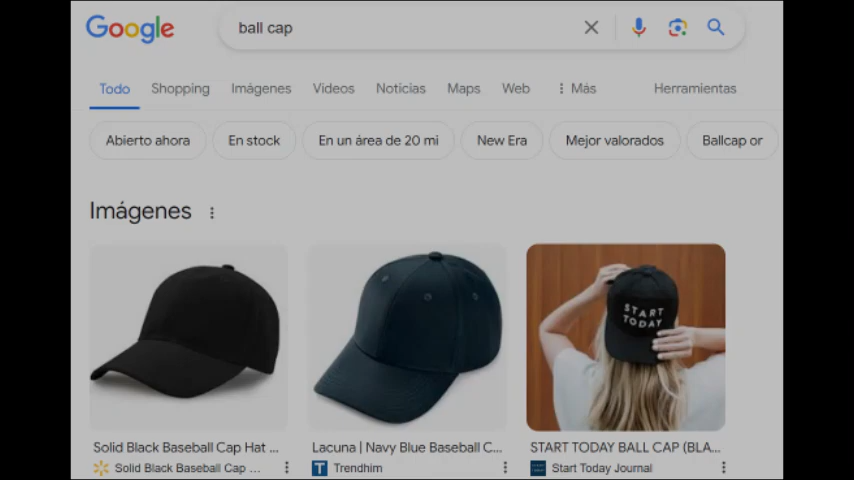 Google
ball cap
Todo Shopping Imágenes Videos Noticias Maps Web Más Herramientas
Abierto ahora En stock En un área de 20 mi New Era Mejor valorados Ballcap or
Imágenes
START
TODAY
Solid Black Baseball Cap Hat ... Lacuna | Navy Blue Baseball C... START TODAY BALL CAP (BLA...
Solid Black Baseball Cap ... Trendhim Start Today Journal